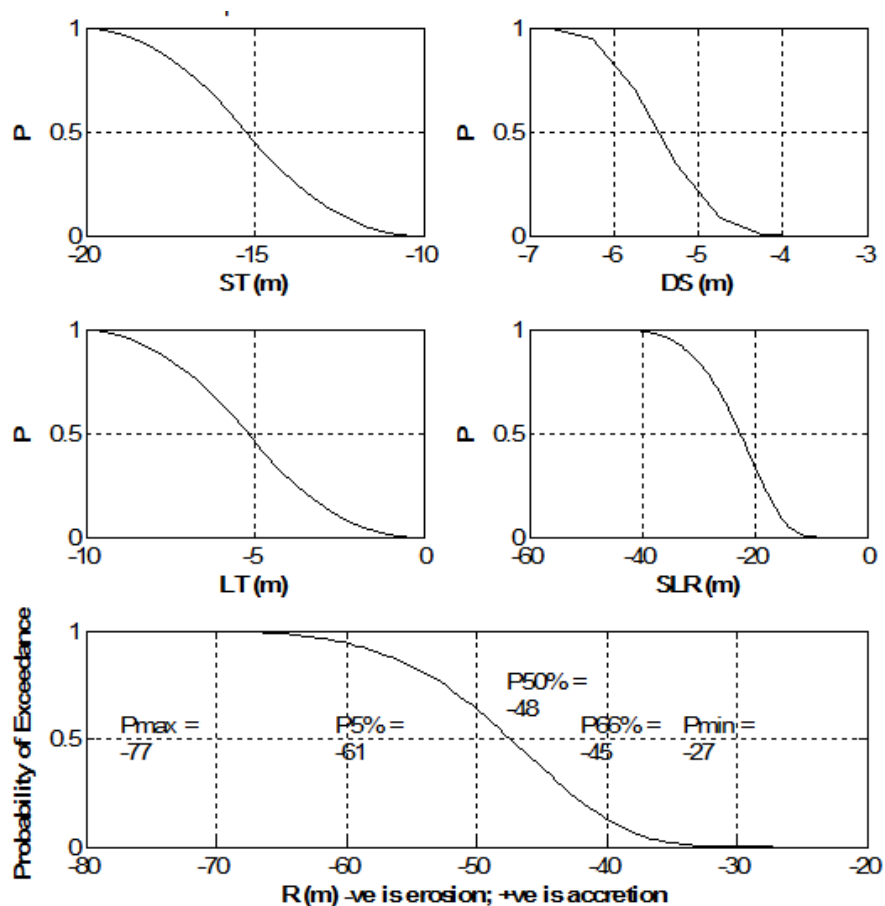 1
P
0.5
0
-20
-15
-10
ST (m)
1
P
0.5
0
-7
-6
-5
-4
-3
DS (m)
1
P
0.5
0
-10
-5
0
LT (m)
1
P
0.5
0
-60
-40
-20
0
SLR (m)
Probability of Exceedance
1
0.5
0
Pmax =
-77
P5% =
-61
P50% =
-48
P66% =
-45
Pmin =
-27
-80
-70
-60
-50
-40
-30
-20
R (m) -ve is erosion; +ve is accretion